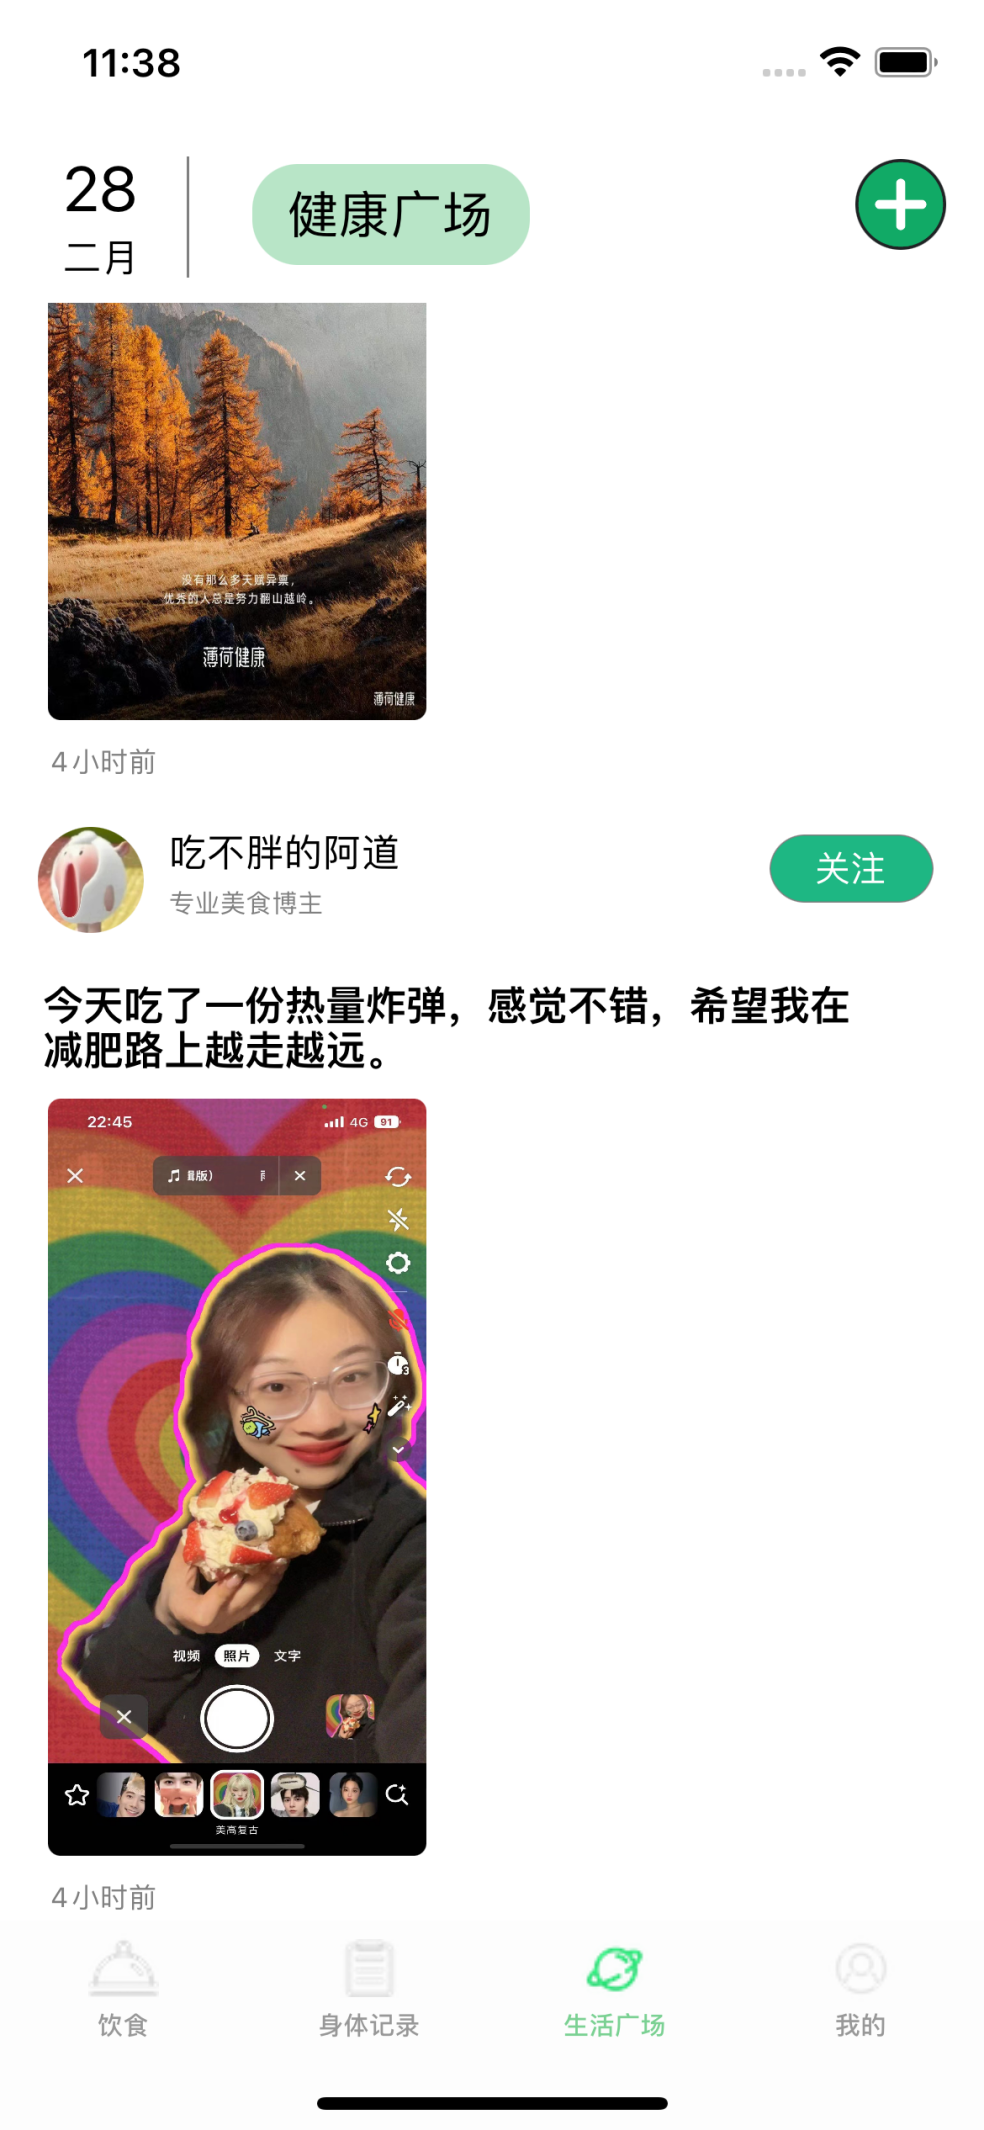 11:38
28
二月
健康广场
没有那么多天赋异禀，
优秀的人总是努力翻山越岭。
薄荷健康
薄荷健康
4小时前
吃不胖的阿道
专业美食博主
关注
今天吃了一份热量炸弹，感觉不错，希望我在
减肥路上越走越远。
22:45
4G 91
版）
3
视频 照片 文字
美高复古
4小时前
饮食 身体记录 生活广场 我的